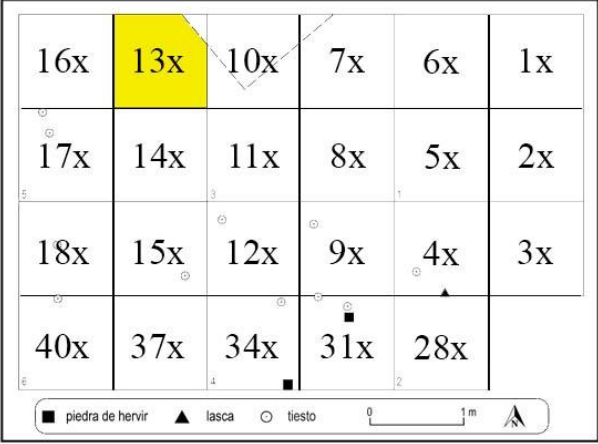 16x 13x 10x 7x 6x 1x
17x 14x 11x 8x 5x 2x
5 3 1
18x 15x 12x 9x 4x 3x
40x 37x 34x 31x 28x
6 4 2
piedra de hervir lasca tiesto 0 1 m N